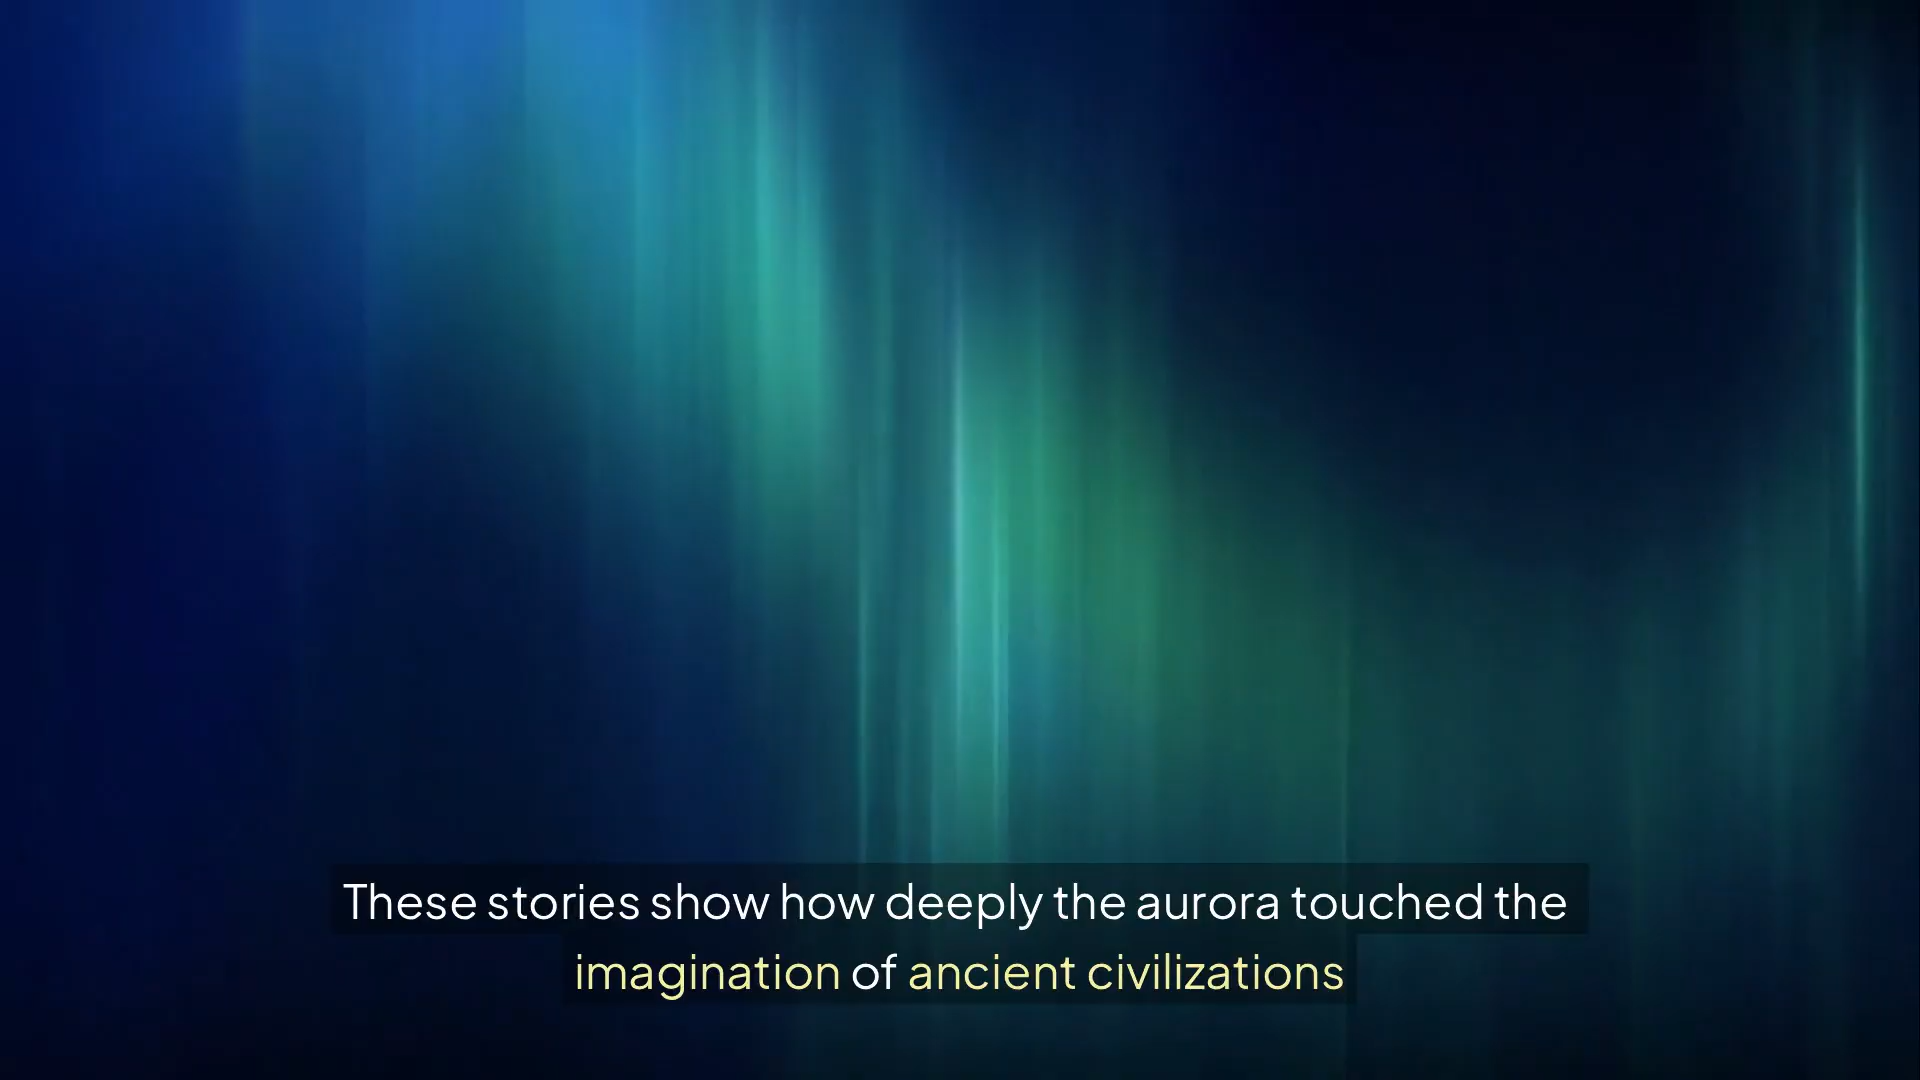 These stories show how deeply the aurora touched the
imagination of ancient civilizations